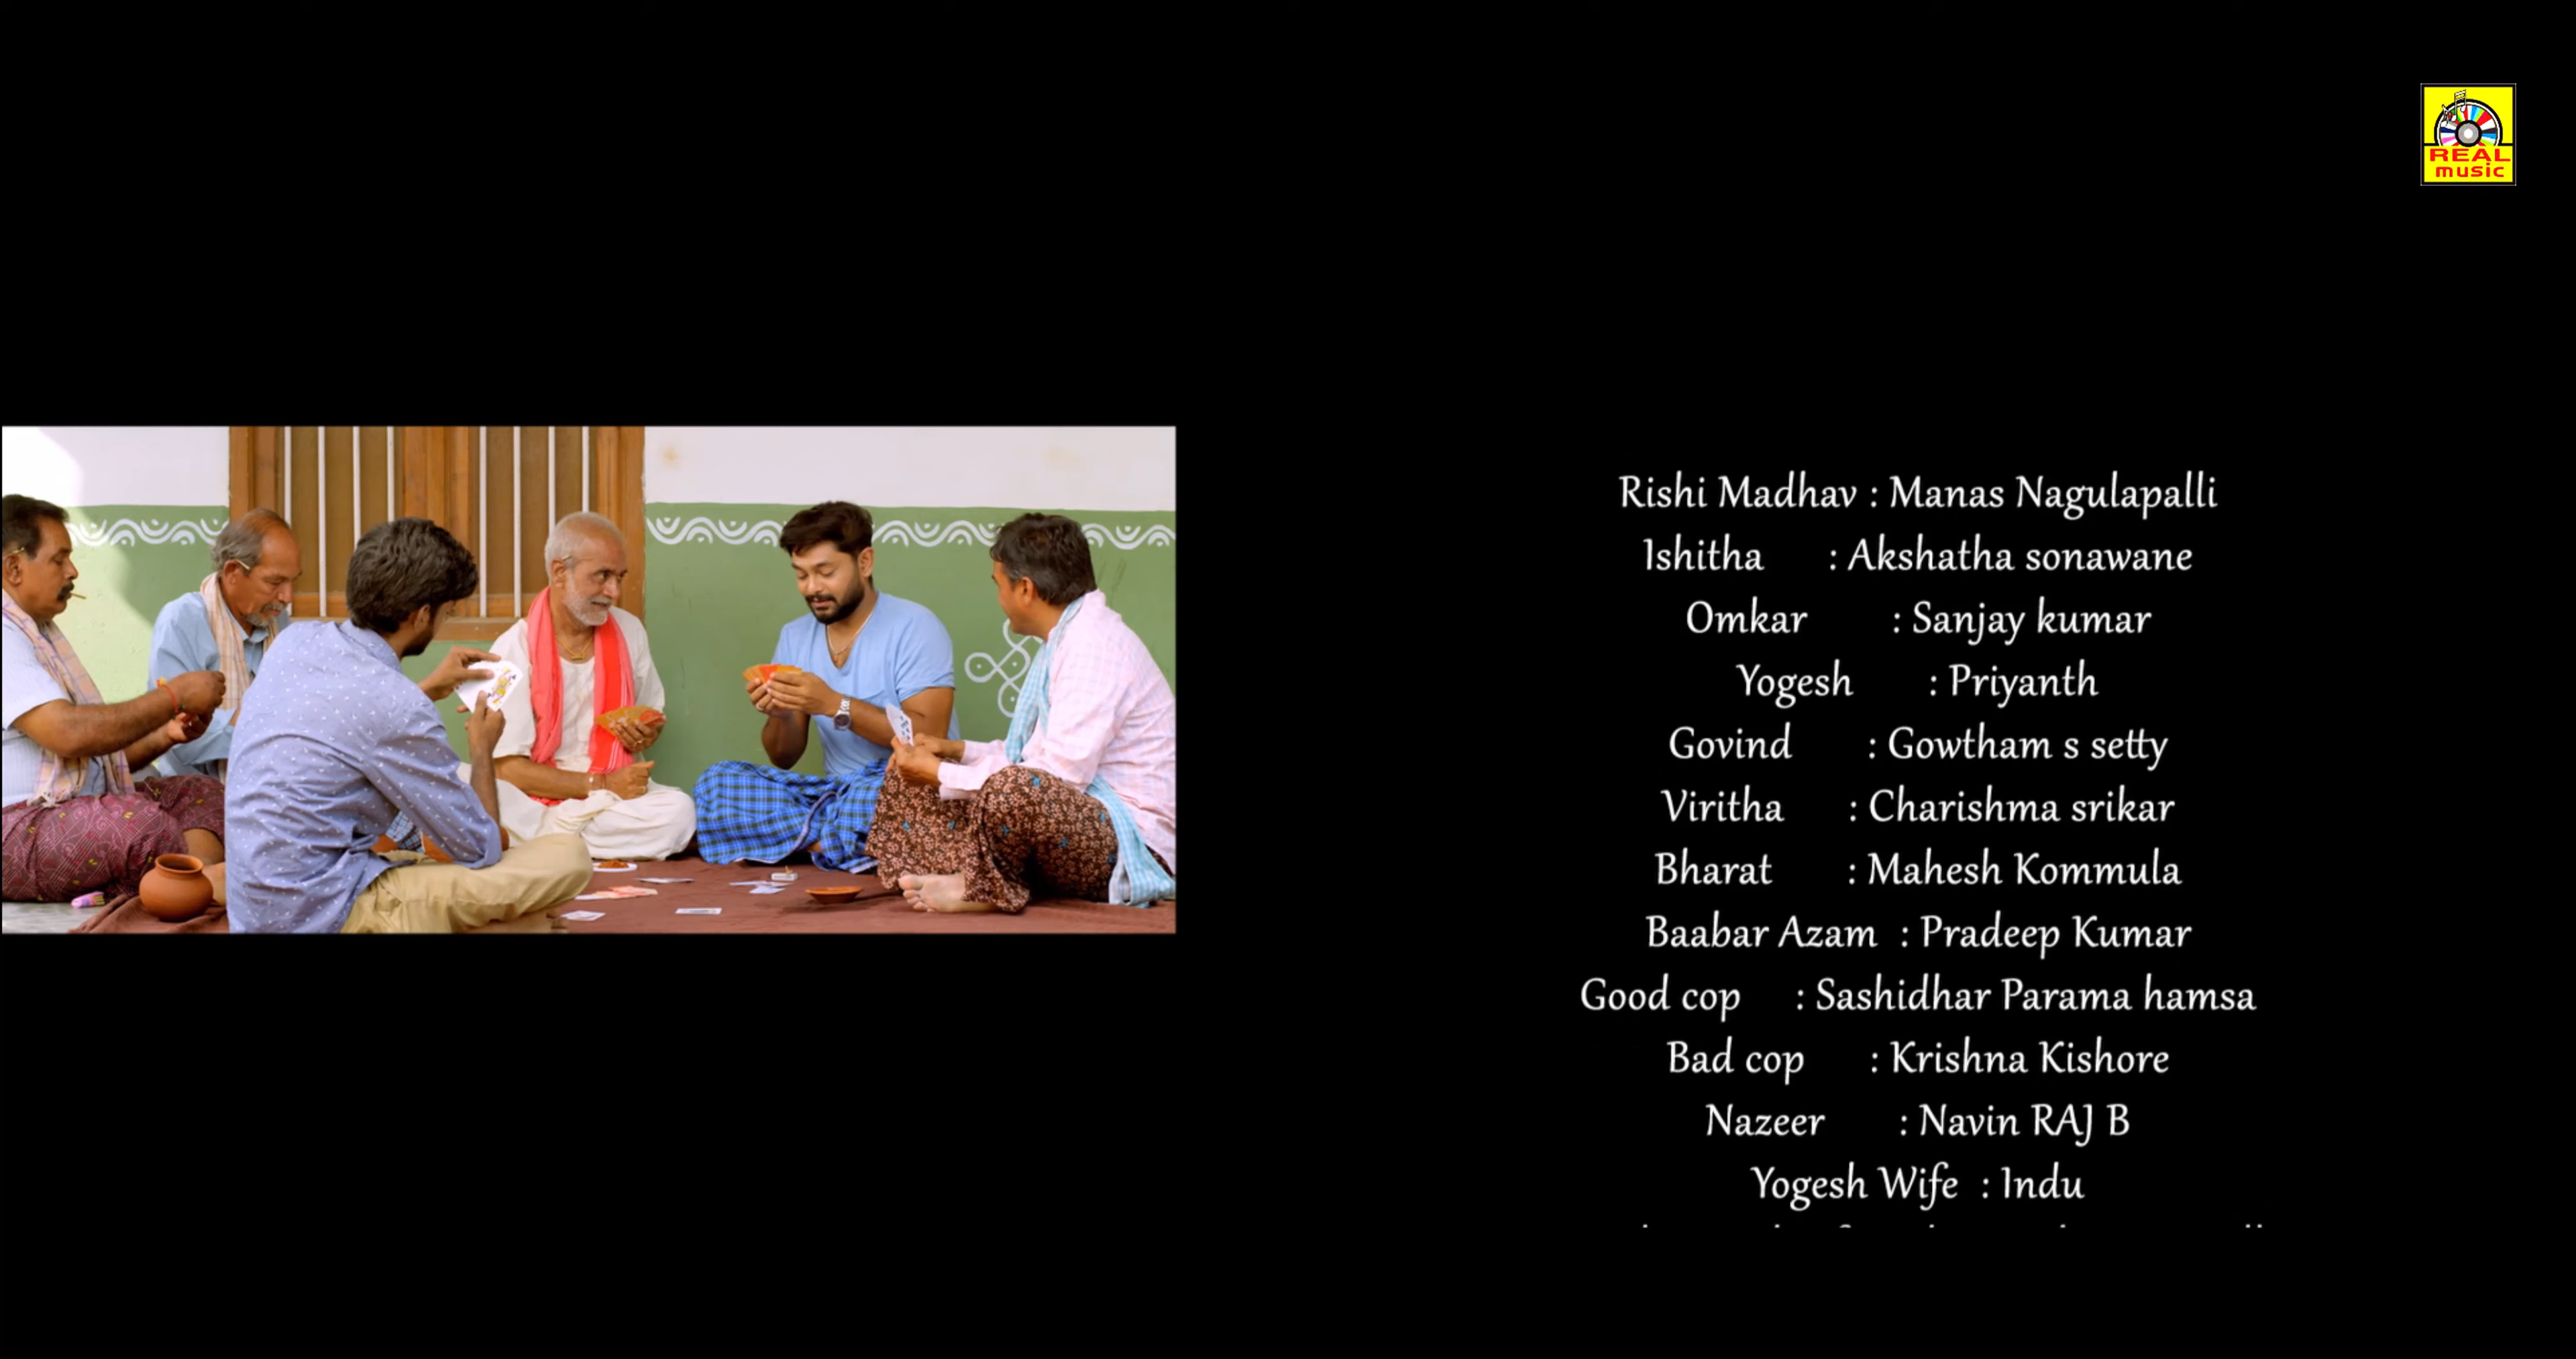 REAL
music
Rishi Madhav : Manas Nagulapalli
Ishitha : Akshatha sonawane
Omkar : Sanjay kumar
Yogesh : Priyanth
Govind : Gowtham s setty
Viritha : Charishma srikar
Bharat : Mahesh Kommula
Baabar Azam : Pradeep Kumar
Good cop : Sashidhar Parama hamsa
Bad cop : Krishna Kishore
Nazeer : Navin RAJ B
Yogesh Wife : Indu